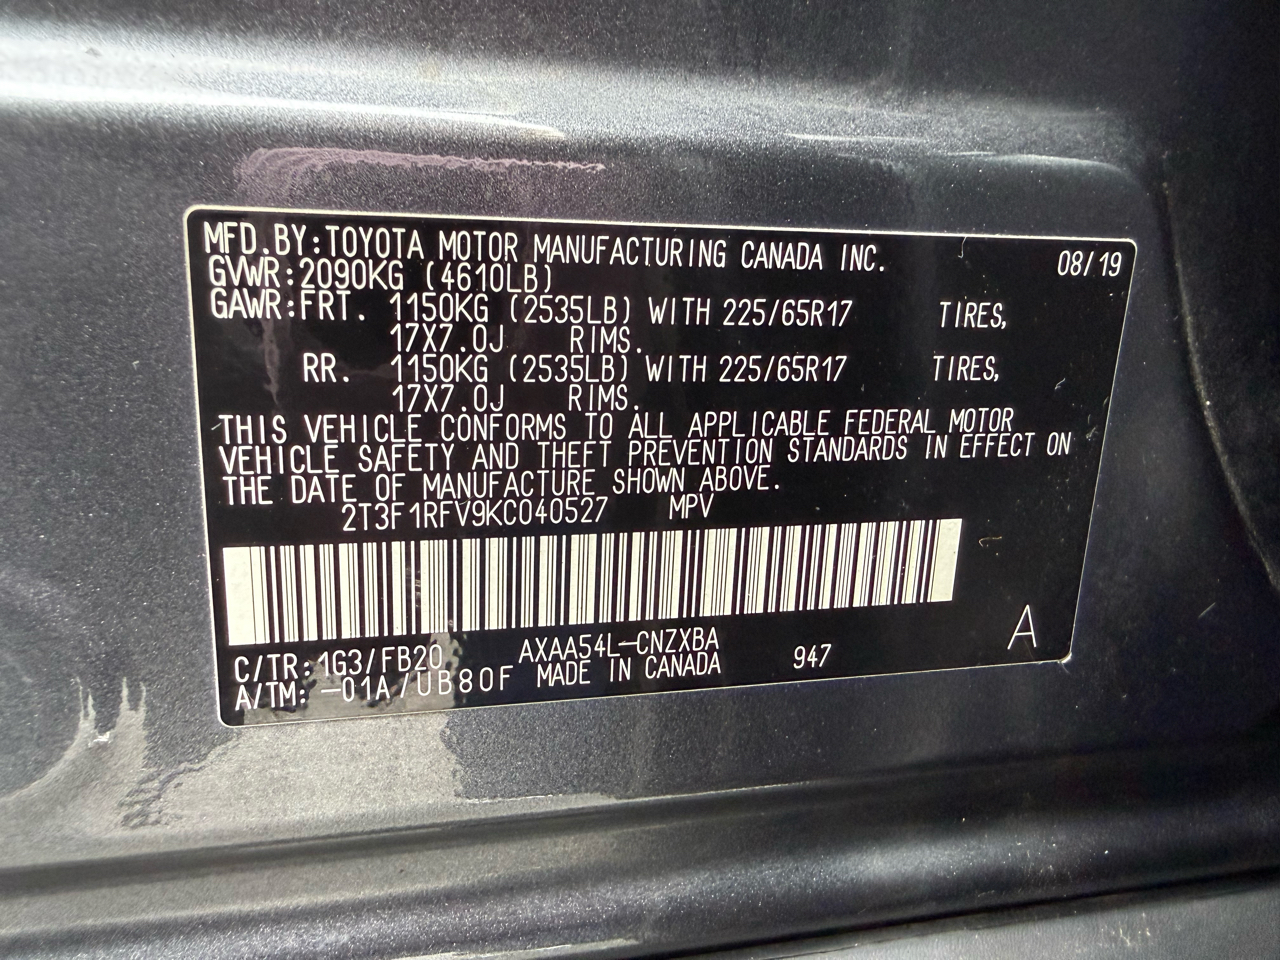 MFD.BY:TOYOTA MOTOR MANUFACTURING CANADA INC. 08/19
GVWR:2090KG (4610LB)
GAWR:FRT. 1150KG (2535LB) WITH 225/65R17 TIRES,
17X7.0J RIMS.
RR. 1150KG (2535LB) WITH 225/65R17 TIRES,
17X7.0J RIMS.
THIS VEHICLE CONFORMS TO ALL APPLICABLE FEDERAL MOTOR
VEHICLE SAFETY AND THEFT PREVENTION STANDARDS IN EFFECT ON
THE DATE OF MANUFACTURE SHOWN ABOVE.
2T3F1RFV9KC040527 MPV
C/TR:1G3/FB20 AXAA54L-CNZXBA 947 A
A/TM: -01A/UB80F MADE IN CANADA